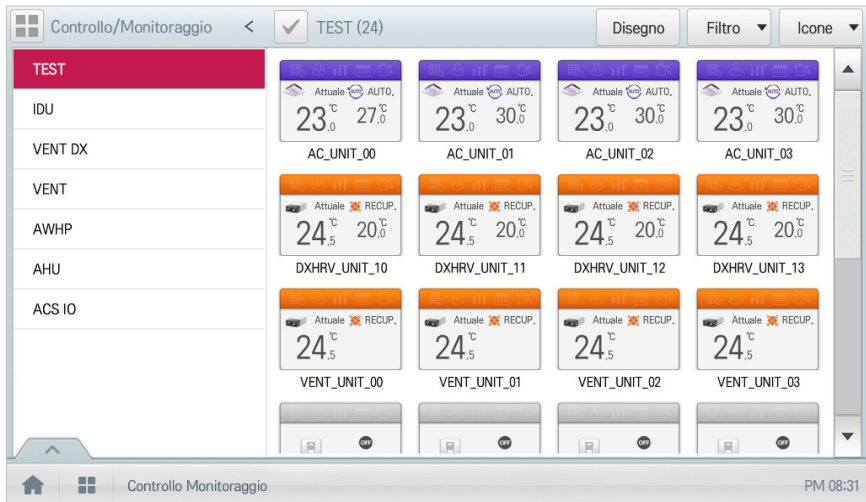 Controllo/Monitoraggio < TEST (24) Disegno Filtro ▼ Icone ▼
TEST
IDU
VENT DX
VENT
AWHP
AHU
ACS IO
Attuale AUTO AUTO. Attuale AUTO AUTO. Attuale AUTO AUTO. Attuale AUTO AUTO.
23.0℃ 27.0℃ 23.0℃ 30.0℃ 23.0℃ 30.0℃ 23.0℃ 30.0℃
AC_UNIT_00 AC_UNIT_01 AC_UNIT_02 AC_UNIT_03
Attuale RECUP. Attuale RECUP. Attuale RECUP. Attuale RECUP.
24.5℃ 20.0℃ 24.5℃ 20.0℃ 24.5℃ 20.0℃ 24.5℃ 20.0℃
DXHRV_UNIT_10 DXHRV_UNIT_11 DXHRV_UNIT_12 DXHRV_UNIT_13
Attuale RECUP. Attuale RECUP. Attuale RECUP. Attuale RECUP.
24.5℃ 24.5℃ 24.5℃ 24.5℃
VENT_UNIT_00 VENT_UNIT_01 VENT_UNIT_02 VENT_UNIT_03
OFF OFF OFF OFF
Controllo Monitoraggio PM 08:31